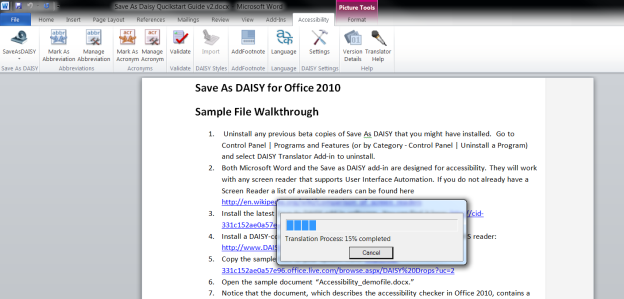 Save As Daisy Quickstart Guide v2.docx - Microsoft Word
Picture Tools
File Home Insert Page Layout References Mailings Review View Add-Ins Accessibility Format
SaveAsDAISY
Mark As Abbreviation
Manage Abbreviation
Mark As Acronym
Manage Acronym
Validate
Import
AddFootnote
Language
Settings
Version Details
Translator Help
Save As DAISY Abbreviations Acronyms Validate DAISY Styles AddFootnote Language DAISY Settings Help
Save As DAISY for Office 2010
Sample File Walkthrough
1. Uninstall any previous beta copies of Save As DAISY that you might have installed. Go to
Control Panel | Programs and Features (or by Category - Control Panel | Uninstall a Program)
and select DAISY Translator Add-in to uninstall.
2. Both Microsoft Word and the Save as DAISY add-in are designed for accessibility. They will work
with any screen reader that supports User Interface Automation. If you do not already have a
Screen Reader a list of available readers can be found here
http://en.wikipe
3. Install the latest //cid-
331c152ae0a57e
4. Install a DAISY-co S reader:
http://www.DAIS
5. Copy the sample
331c152ae0a57e96.office.live.com/browse.aspx/DAISY%20Drops?uc=2
6. Open the sample document "Accessibility_demofile.docx."
7. Notice that the document, which describes the accessibility checker in Office 2010, contains a
Translation Process: 15% completed
Cancel